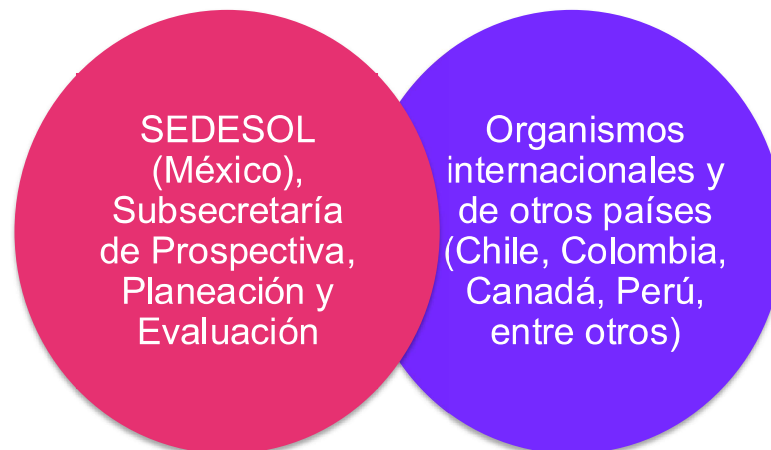 SEDESOL
(México),
Subsecretaría
de Prospectiva,
Planeación y
Evaluación
Organismos
internacionales y
de otros países
(Chile, Colombia,
Canadá, Perú,
entre otros)